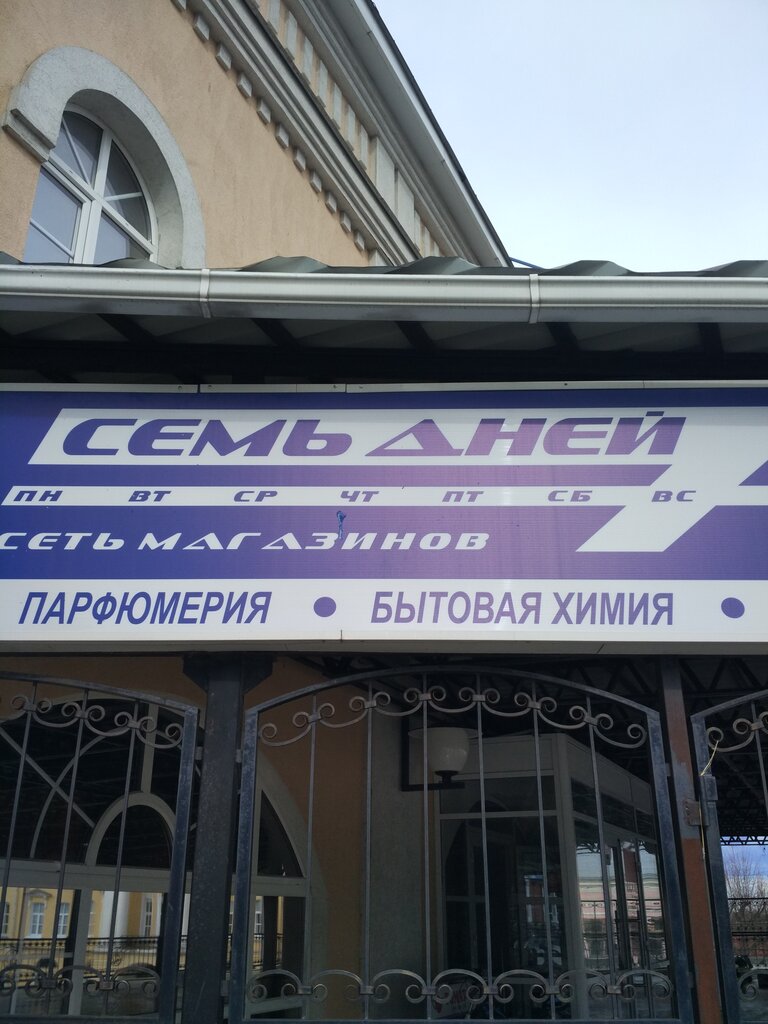 СЕМЬ ДНЕЙ
ПН ВТ СР ЧТ ПТ СБ ВС
СЕТЬ МАГАЗИНОВ
ПАРФЮМЕРИЯ • БЫТОВАЯ ХИМИЯ •